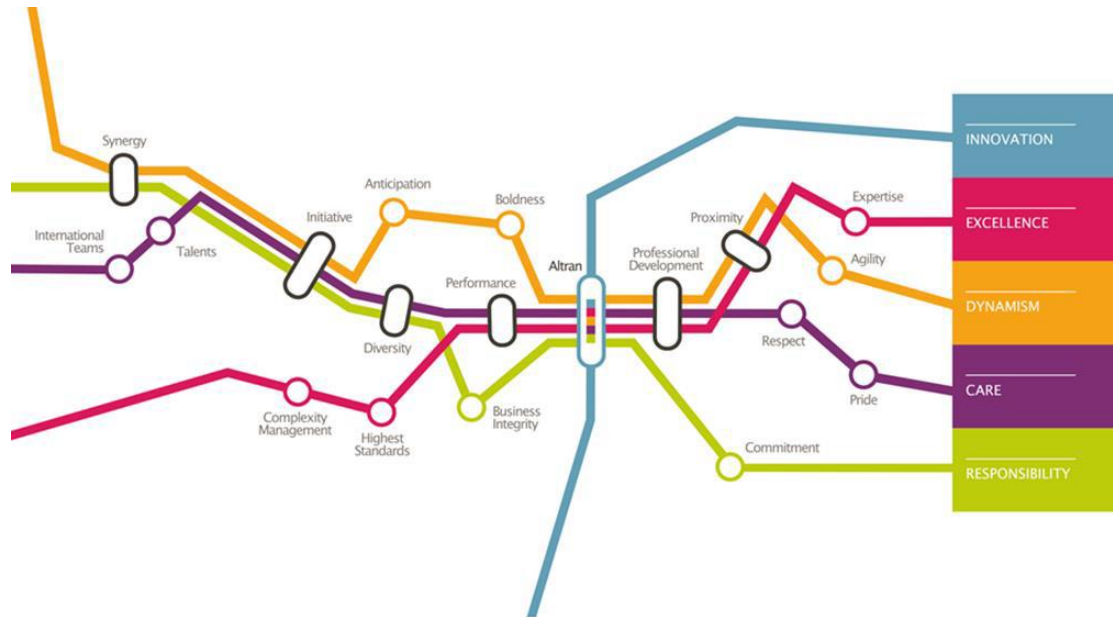 Synergy
International
Teams
Talents
Initiative
Anticipation
Boldness
Diversity
Performance
Complexity
Management
Highest
Standards
Business
Integrity
Altran
Professional
Development
Proximity
Expertise
Agility
Respect
Pride
Commitment
INNOVATION
EXCELLENCE
DYNAMISM
CARE
RESPONSIBILITY